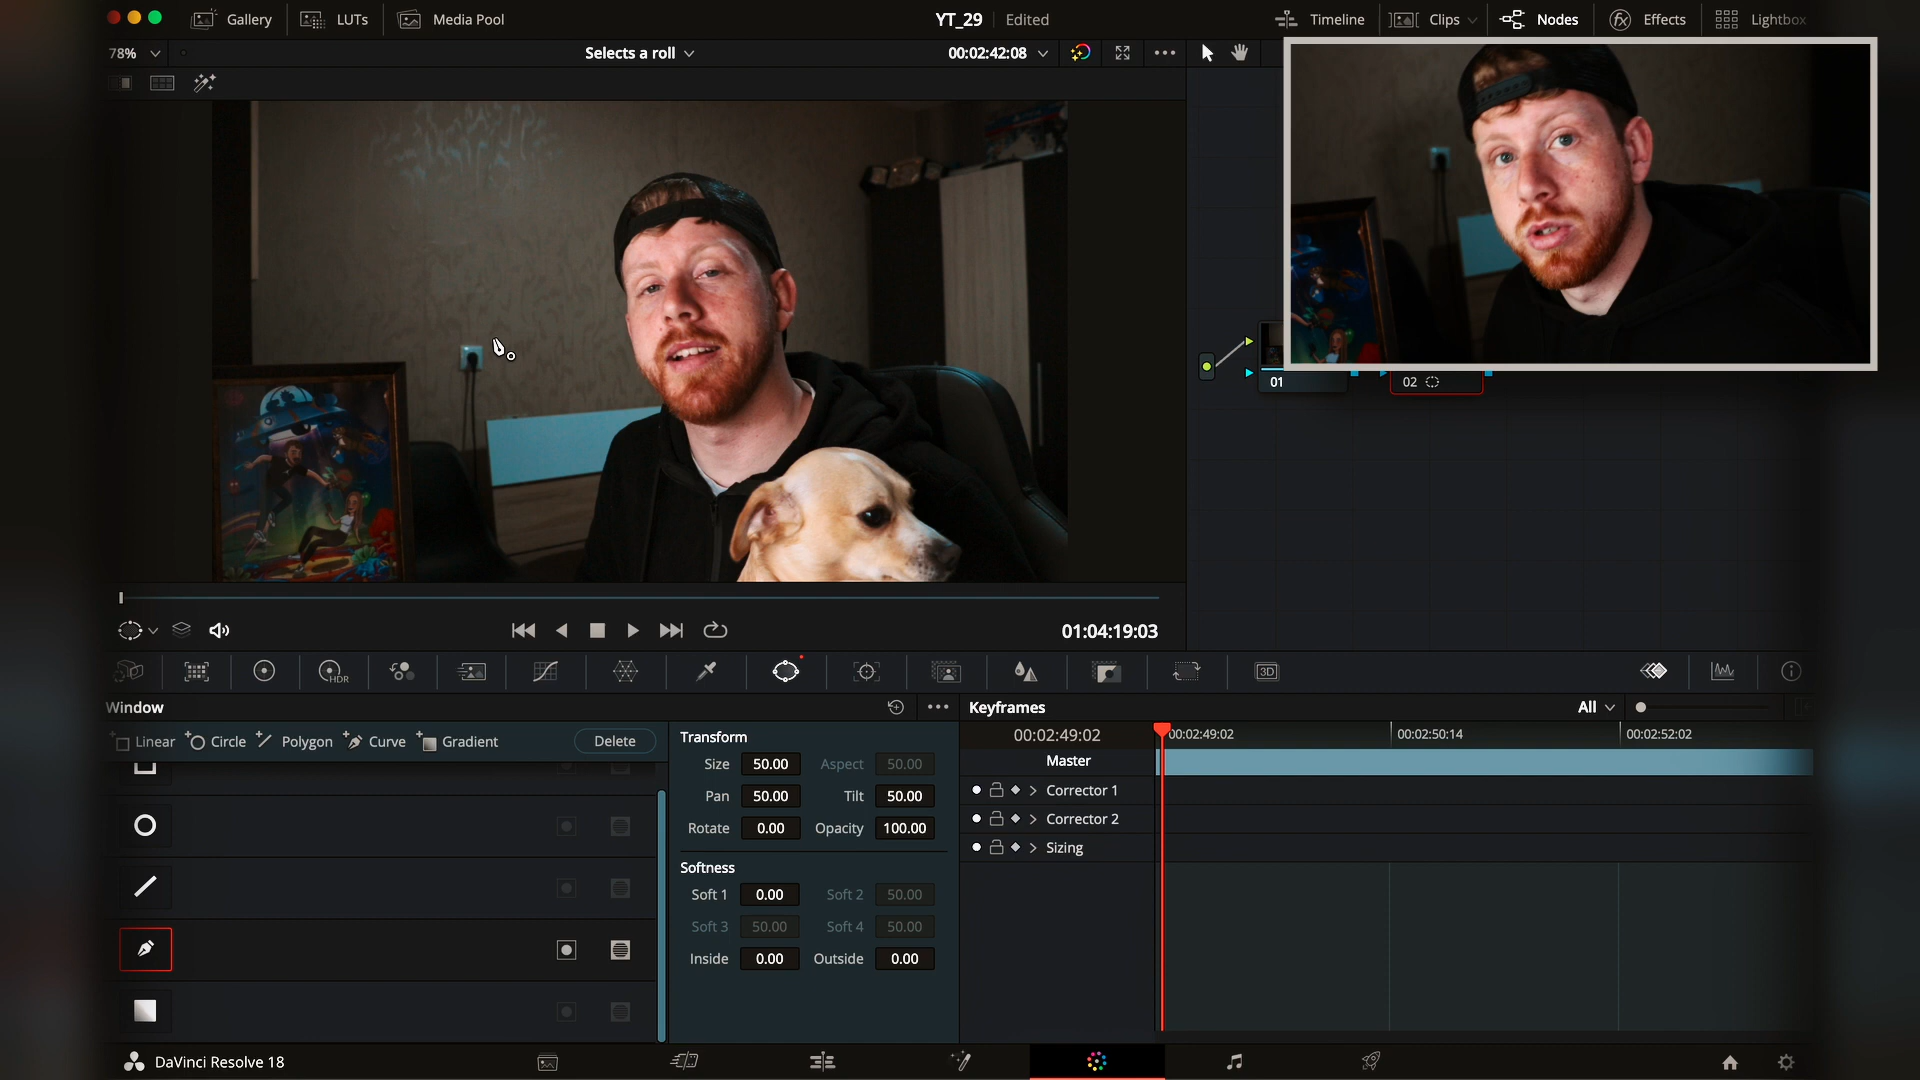 Gallery LUTs Media Pool YT_29 Edited Timeline Clips Nodes Effects Lightbox
78% Selects a roll 00:02:42:08
01 02
01:04:19:03
HDR 3D
Window Keyframes All
Linear Circle Polygon Curve Gradient Delete
Transform
Size 50.00 Aspect 50.00
Pan 50.00 Tilt 50.00
Rotate 0.00 Opacity 100.00
Softness
Soft 1 0.00 Soft 2 50.00
Soft 3 50.00 Soft 4 50.00
Inside 0.00 Outside 0.00
00:02:49:02 00:02:49:02 00:02:50:14 00:02:52:02
Master
Corrector 1
Corrector 2
Sizing
DaVinci Resolve 18